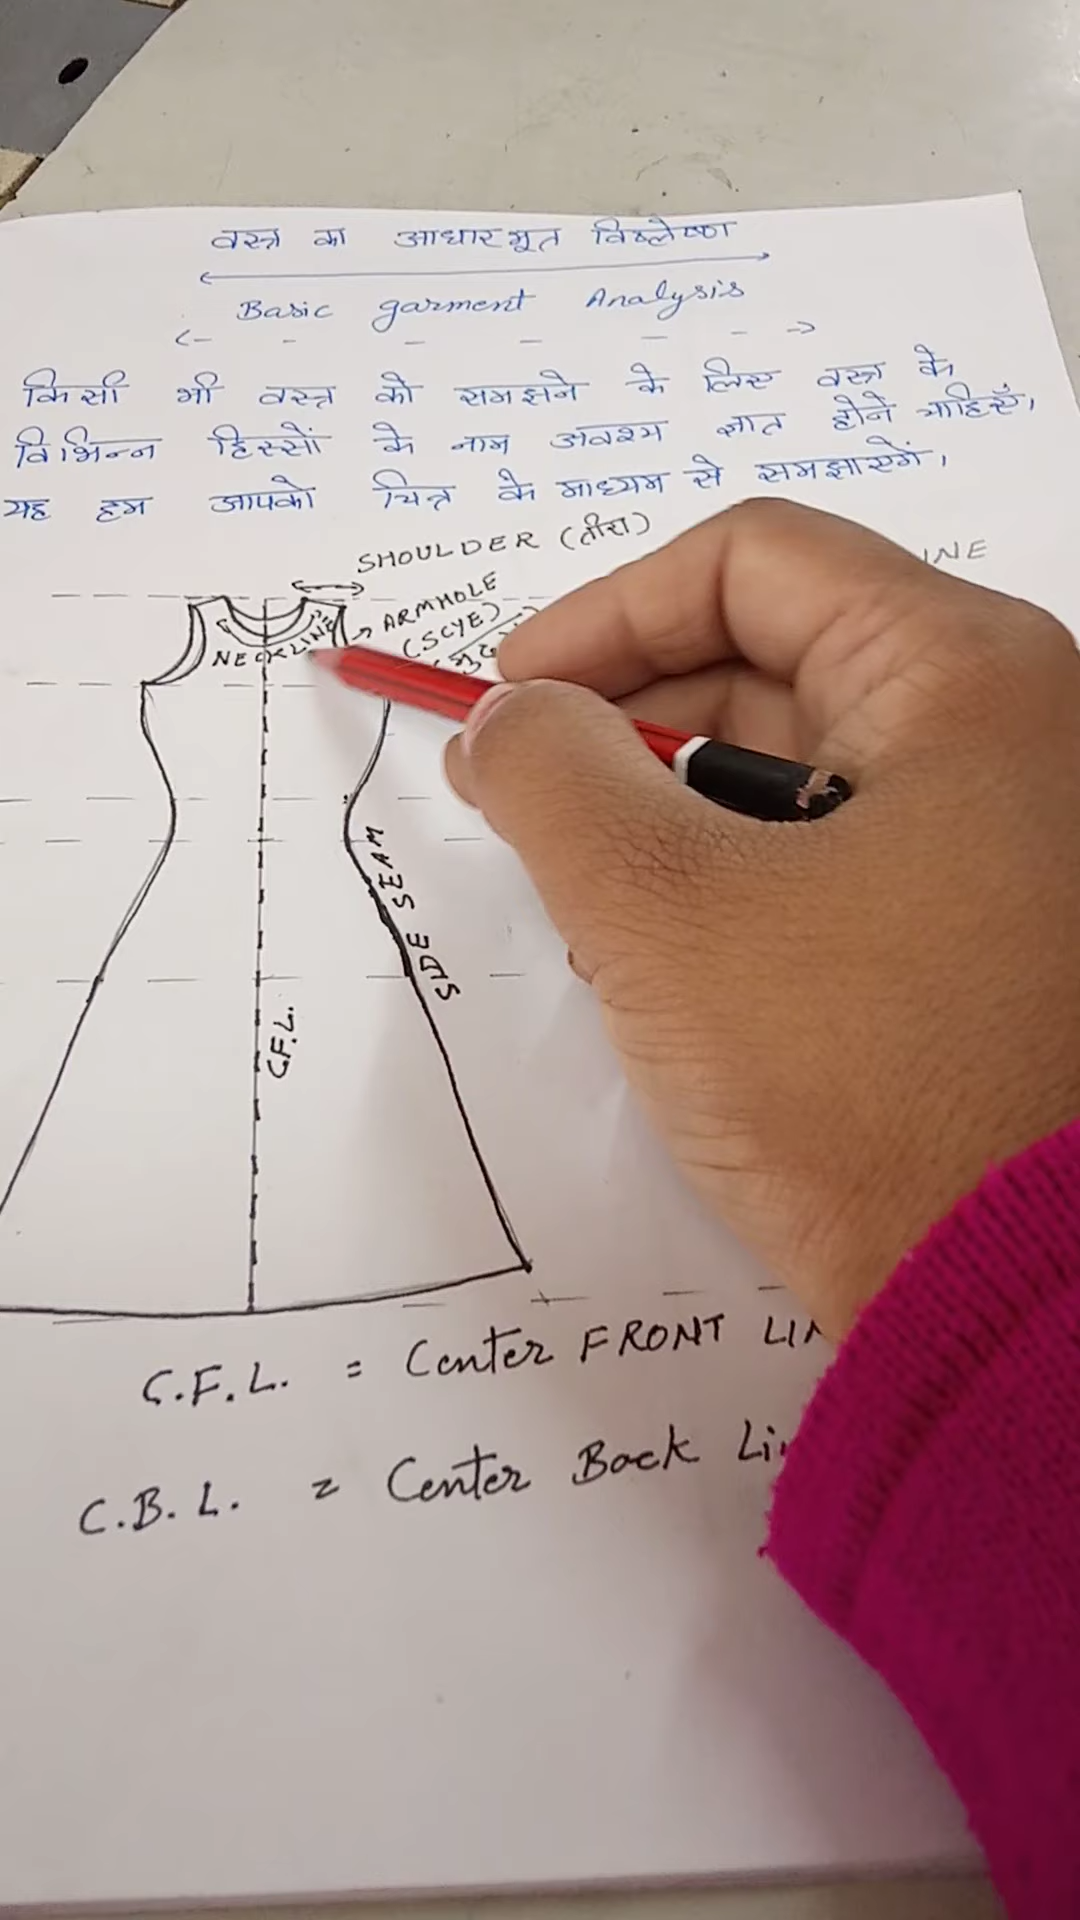 वस्त्र का आधारभूत विश्लेष्ण
Basic garment Analysis
किसी भी वस्त्र को समझने के लिए वस्त्र के
विभिन्न हिस्सों के नाम अवश्य ज्ञात होने चाहिएँ,
यह हम आपको चित्र के माध्यम से समझाएगें,
SHOULDER (तीरा)
ARMHOLE
(SCYE)
NECKLINE
SIDE SEAM
C.F.L.
C.F.L. = Center FRONT
C.B.L. = Center Back